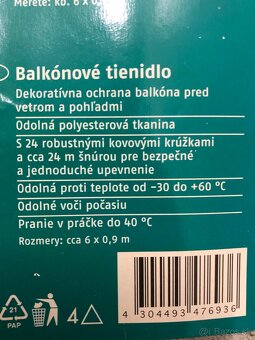 Balkónové tienidlo
Dekoratívna ochrana balkóna pred
vetrom a pohľadmi
Odolná polyesterová tkanina
S 24 robustnými kovovými krúžkami
a cca 24 m šnúrou pre bezpečné
a jednoduché upevnenie
Odolné proti teplote od -30 do +60 °C
Odolné voči počasiu
Pranie v práčke do 40 °C
Rozmery: cca 6 x 0,9 m
21
PAP
4
4 304493 476936